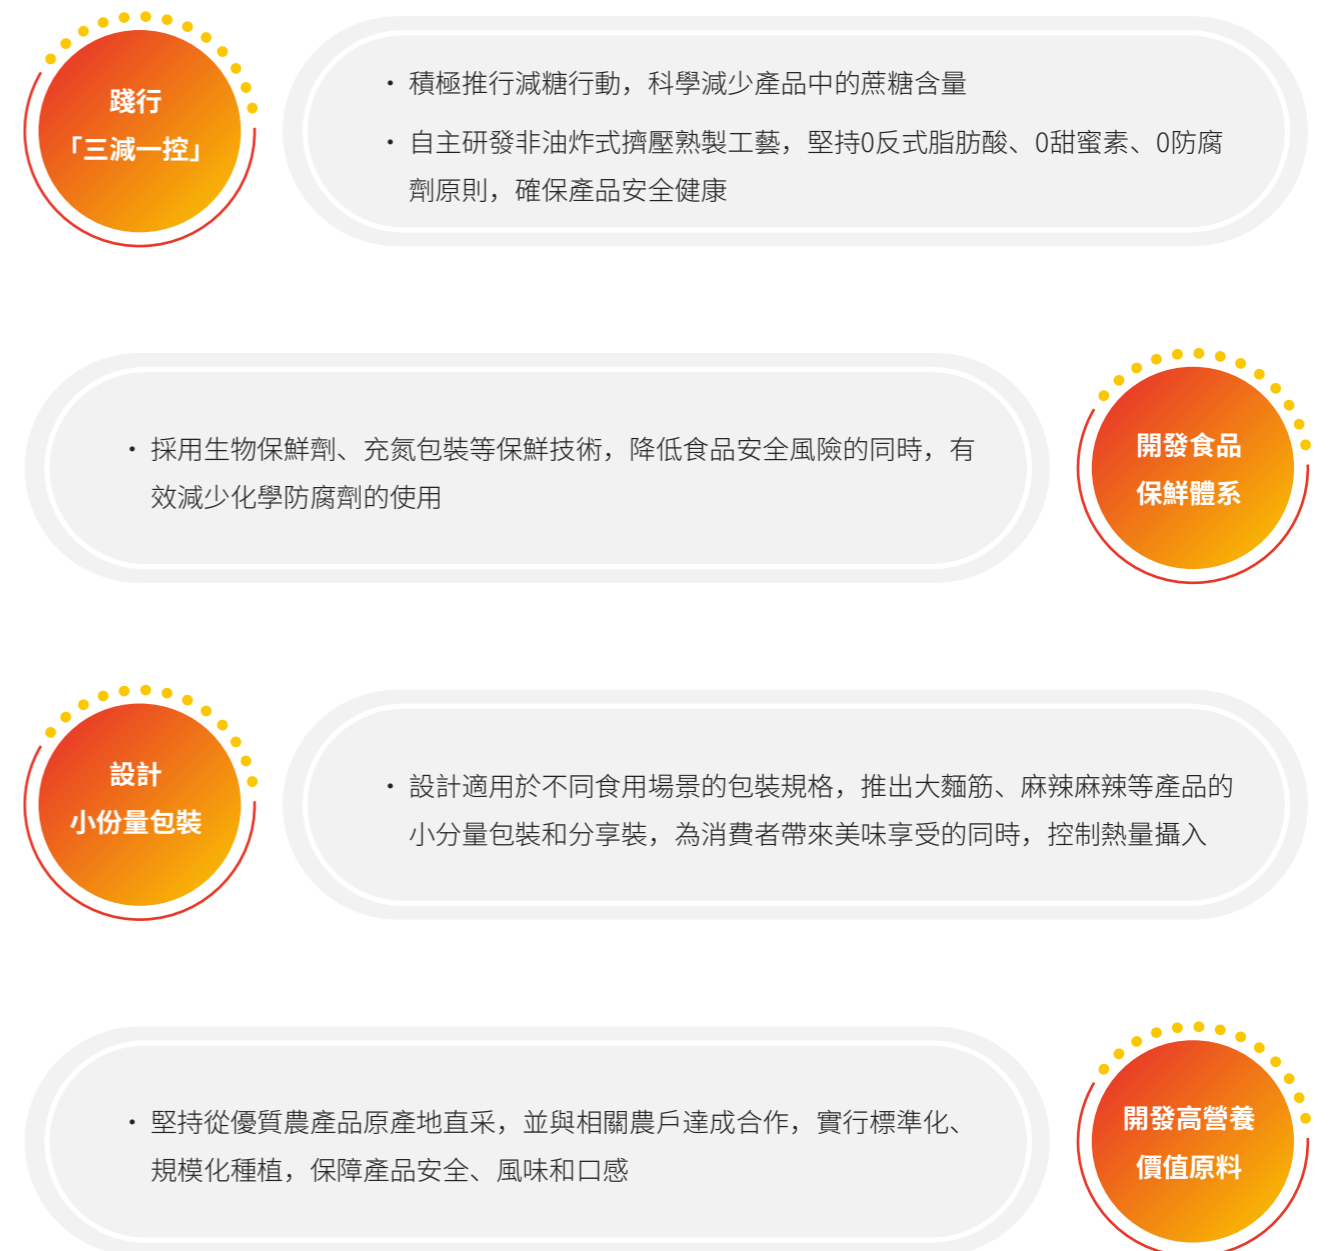 踐行
「三減一控」
・積極推行減糖行動，科學減少產品中的蔗糖含量
・自主研發非油炸式擠壓熟製工藝，堅持0反式脂肪酸、0甜蜜素、0防腐
劑原則，確保產品安全健康
・採用生物保鮮劑、充氮包裝等保鮮技術，降低食品安全風險的同時，有
效減少化學防腐劑的使用
開發食品
保鮮體系
設計
小份量包裝
・設計適用於不同食用場景的包裝規格，推出大麵筋、麻辣麻辣等產品的
小分量包裝和分享裝，為消費者帶來美味享受的同時，控制熱量攝入
・堅持從優質農產品原產地直采，並與相關農戶達成合作，實行標準化、
規模化種植，保障產品安全、風味和口感
開發高營養
價值原料